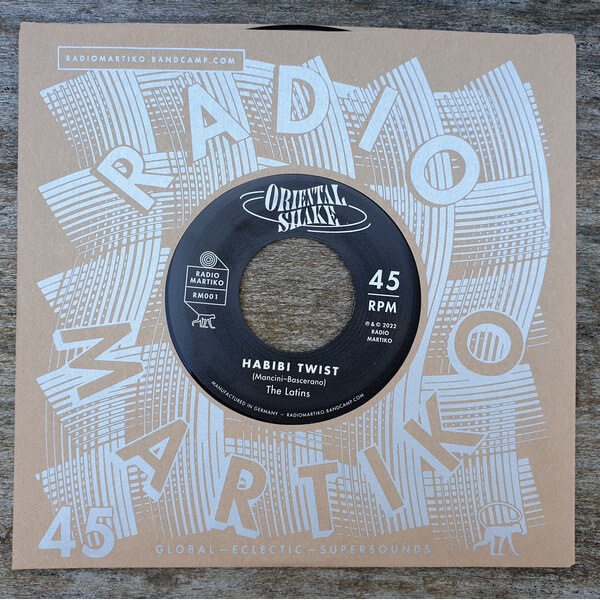 RADIOMARTIKO.BANDCAMP.COM
RADIO
ORIENTAL
SHAKE
RADIO
MARTIKO
RM001
45
RPM
℗ & © 2022
RADIO
MARTIKO
HABIBI TWIST
(Mancini–Bascerano)
The Latins
MANUFACTURED IN GERMANY – RADIOMARTIKO.BANDCAMP.COM
MARTIKO
45
GLOBAL – ECLECTIC – SUPERSOUNDS